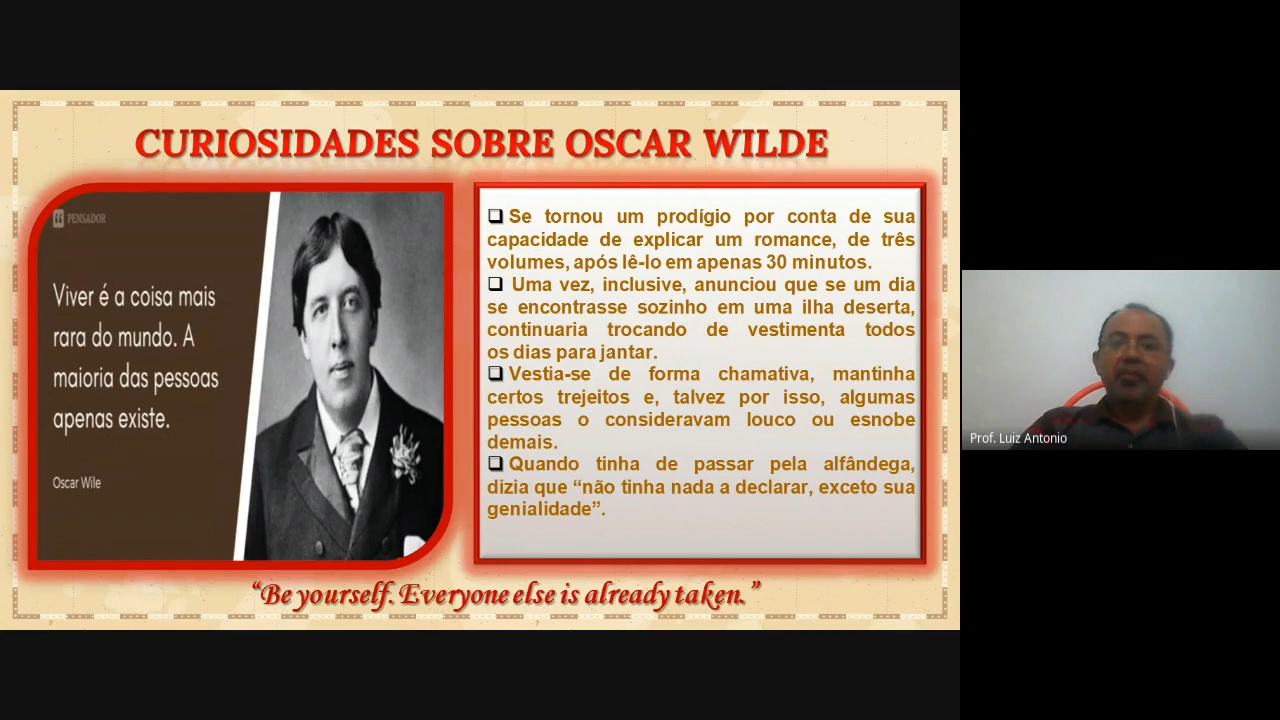 CURIOSIDADES SOBRE OSCAR WILDE
PENSADOR
Viver é a coisa mais
rara do mundo. A
maioria das pessoas
apenas existe.
Oscar Wile
Se tornou um prodígio por conta de sua
capacidade de explicar um romance, de três
volumes, após lê-lo em apenas 30 minutos.
Uma vez, inclusive, anunciou que se um dia
se encontrasse sozinho em uma ilha deserta,
continuaria trocando de vestimenta todos
os dias para jantar.
Vestia-se de forma chamativa, mantinha
certos trejeitos e, talvez por isso, algumas
pessoas o consideravam louco ou esnobe
demais.
Quando tinha de passar pela alfândega,
dizia que “não tinha nada a declarar, exceto sua
genialidade”.
“Be yourself. Everyone else is already taken.”
Prof. Luiz Antonio